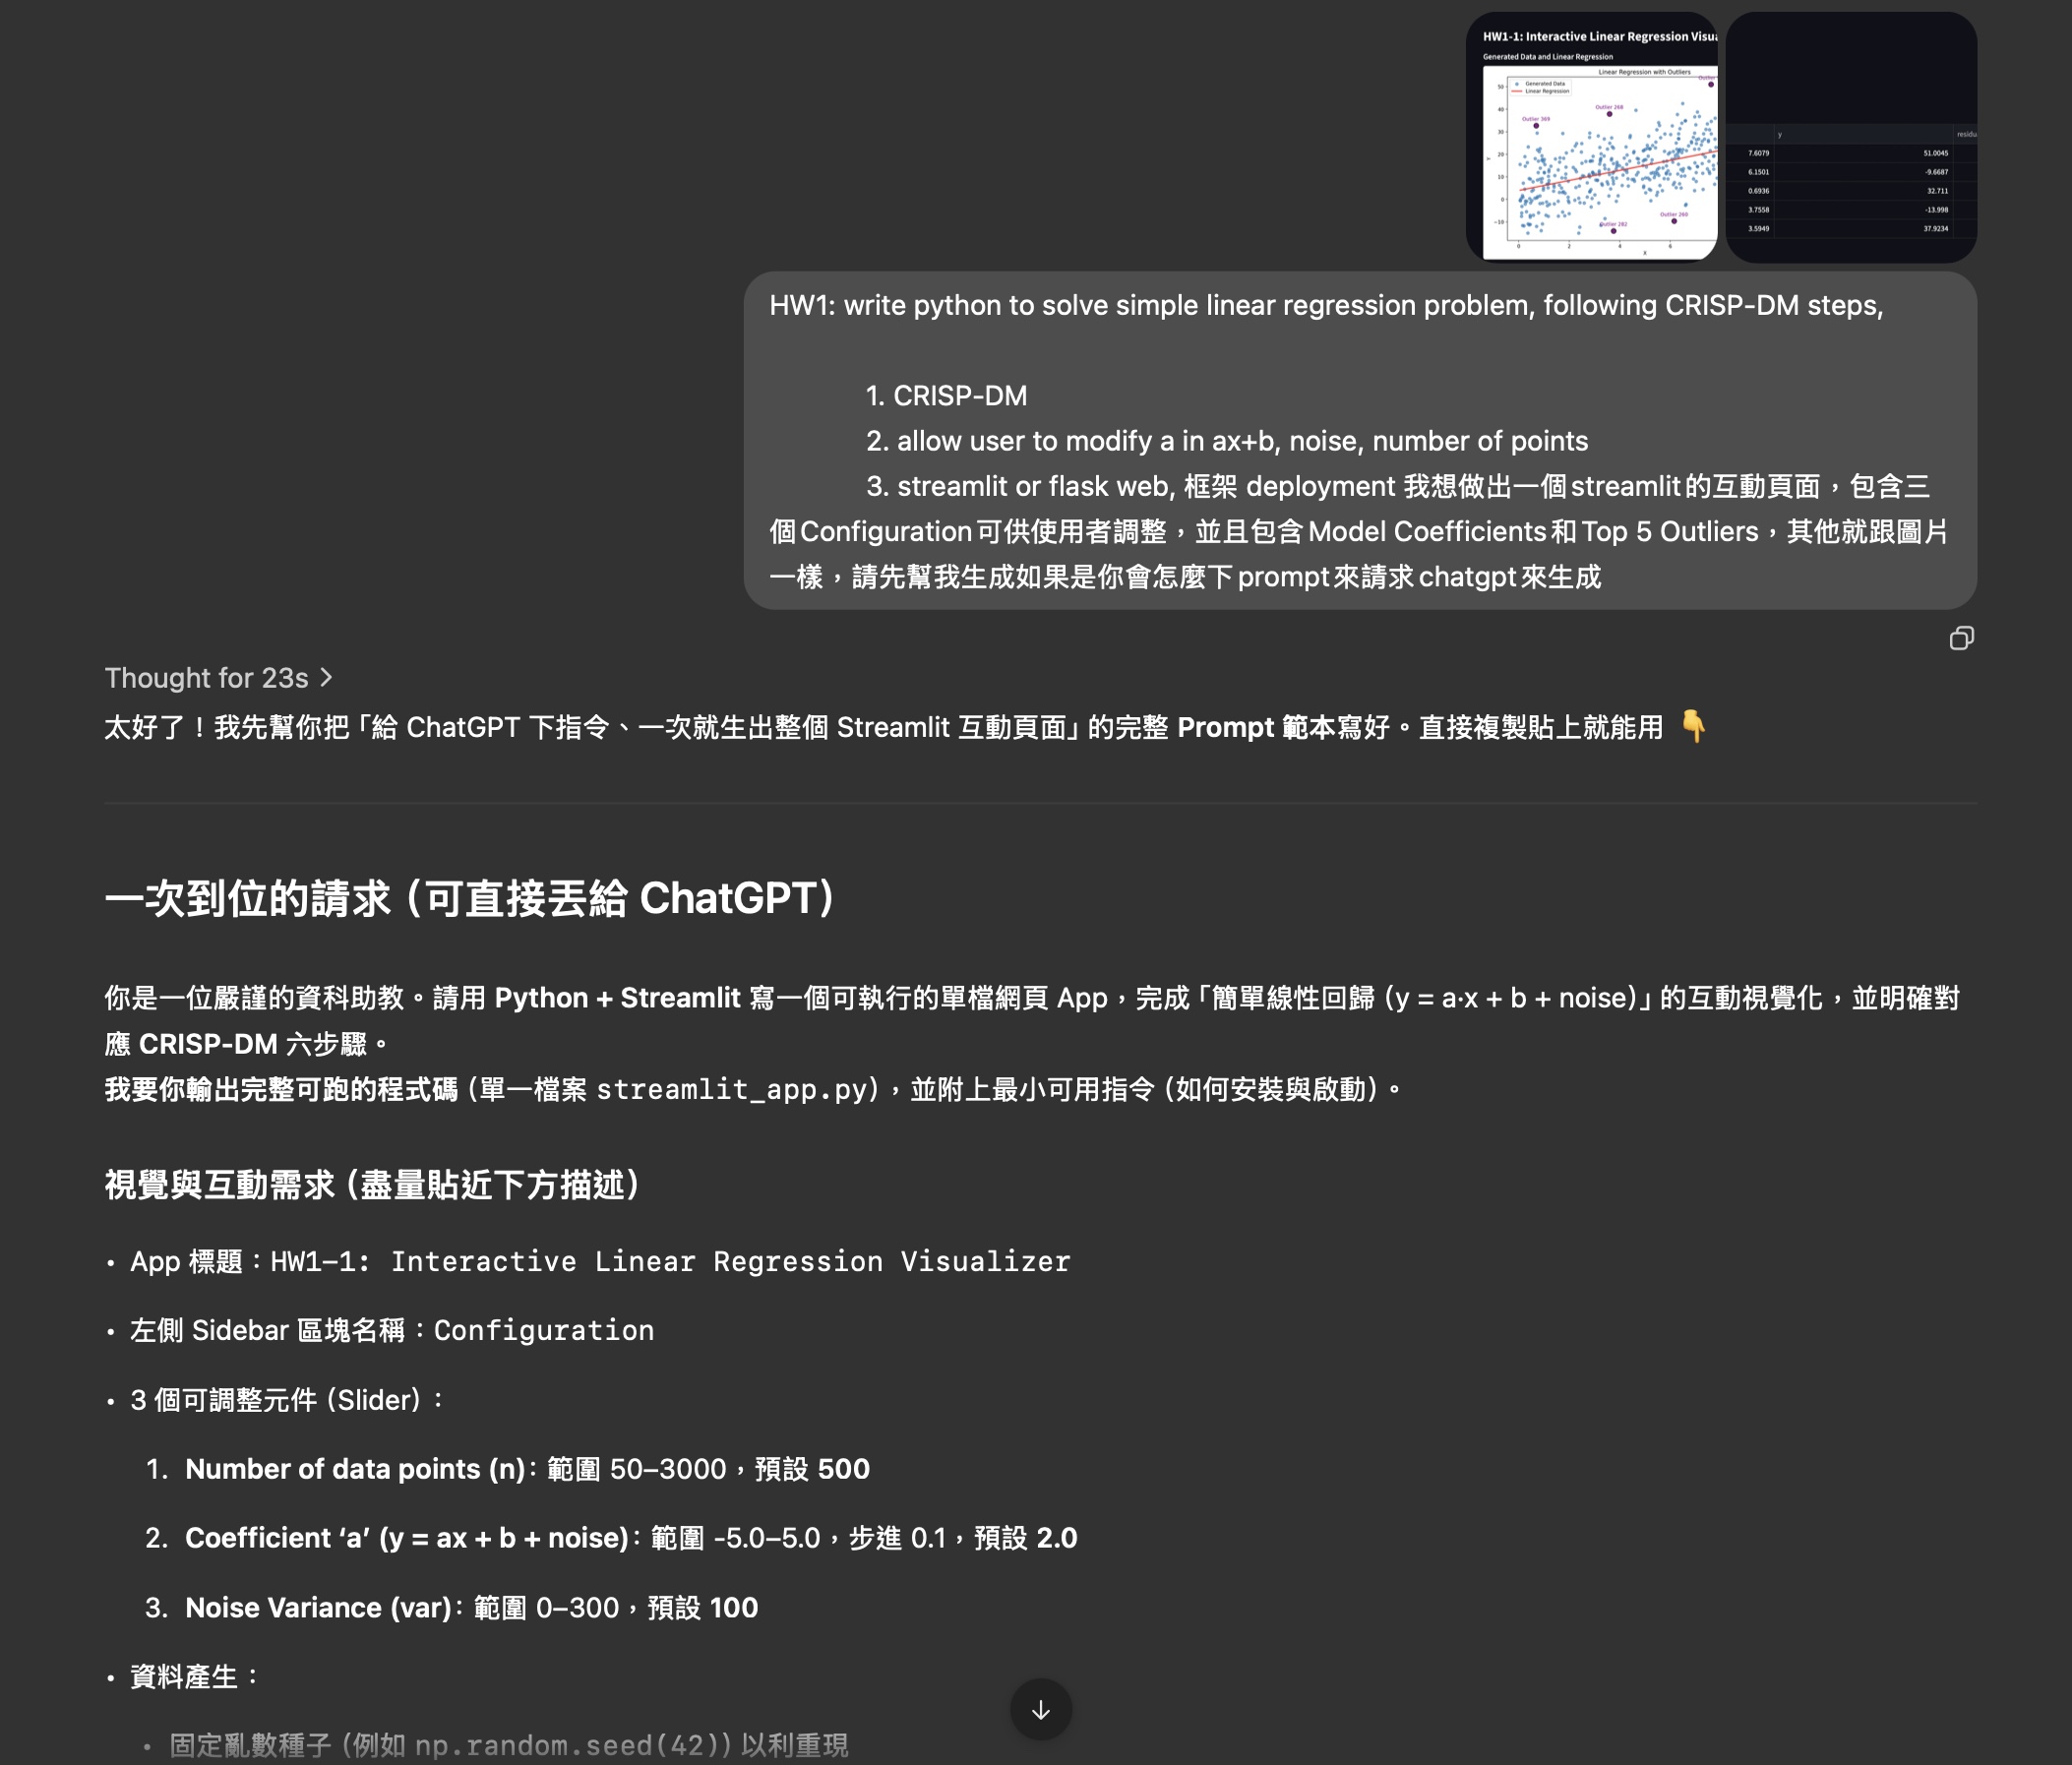 HW1-1: Interactive Linear Regression Visua
Generated Data and Linear Regression
Linear Regression with Outliers
Generated Data
Linear Regression
Outlier
Outlier 268
Outlier 369
Outlier 282
Outlier 260
50
40
30
20
10
0
-10
0
2
4
6
X
y
residu
7.6079 51.0045
6.1501 -9.6687
0.6936 32.711
3.7558 -13.998
3.5949 37.9234
HW1: write python to solve simple linear regression problem, following CRISP-DM steps,
1. CRISP-DM
2. allow user to modify a in ax+b, noise, number of points
3. streamlit or flask web, 框架 deployment 我想做出一個streamlit的互動頁面，包含三
個Configuration可供使用者調整，並且包含Model Coefficients和Top 5 Outliers，其他就跟圖片
一樣，請先幫我生成如果是你會怎麼下prompt來請求chatgpt來生成
Thought for 23s >
太好了！我先幫你把「給 ChatGPT 下指令、一次就生出整個 Streamlit 互動頁面」的完整 Prompt 範本寫好。直接複製貼上就能用 👇
一次到位的請求（可直接丟給 ChatGPT）
你是一位嚴謹的資科助教。請用 Python + Streamlit 寫一個可執行的單檔網頁 App，完成「簡單線性回歸（y = a·x + b + noise）」的互動視覺化，並明確對
應 CRISP-DM 六步驟。
我要你輸出完整可跑的程式碼（單一檔案 streamlit_app.py），並附上最小可用指令（如何安裝與啟動）。
視覺與互動需求（盡量貼近下方描述）
• App 標題：HW1-1: Interactive Linear Regression Visualizer
• 左側 Sidebar 區塊名稱：Configuration
• 3 個可調整元件（Slider）：
1. Number of data points (n)：範圍 50–3000，預設 500
2. Coefficient ‘a’ (y = ax + b + noise)：範圍 -5.0–5.0，步進 0.1，預設 2.0
3. Noise Variance (var)：範圍 0–300，預設 100
• 資料產生：
• 固定亂數種子（例如 np.random.seed(42)）以利重現